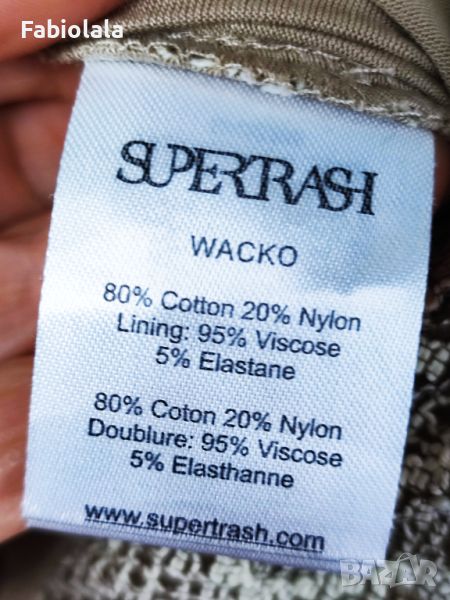 Fabiolala
SUPERTRASH
WACKO
80% Cotton 20% Nylon
Lining: 95% Viscose
5% Elastane
80% Coton 20% Nylon
Doublure: 95% Viscose
5% Elasthanne
www.supertrash.com
BAZAR